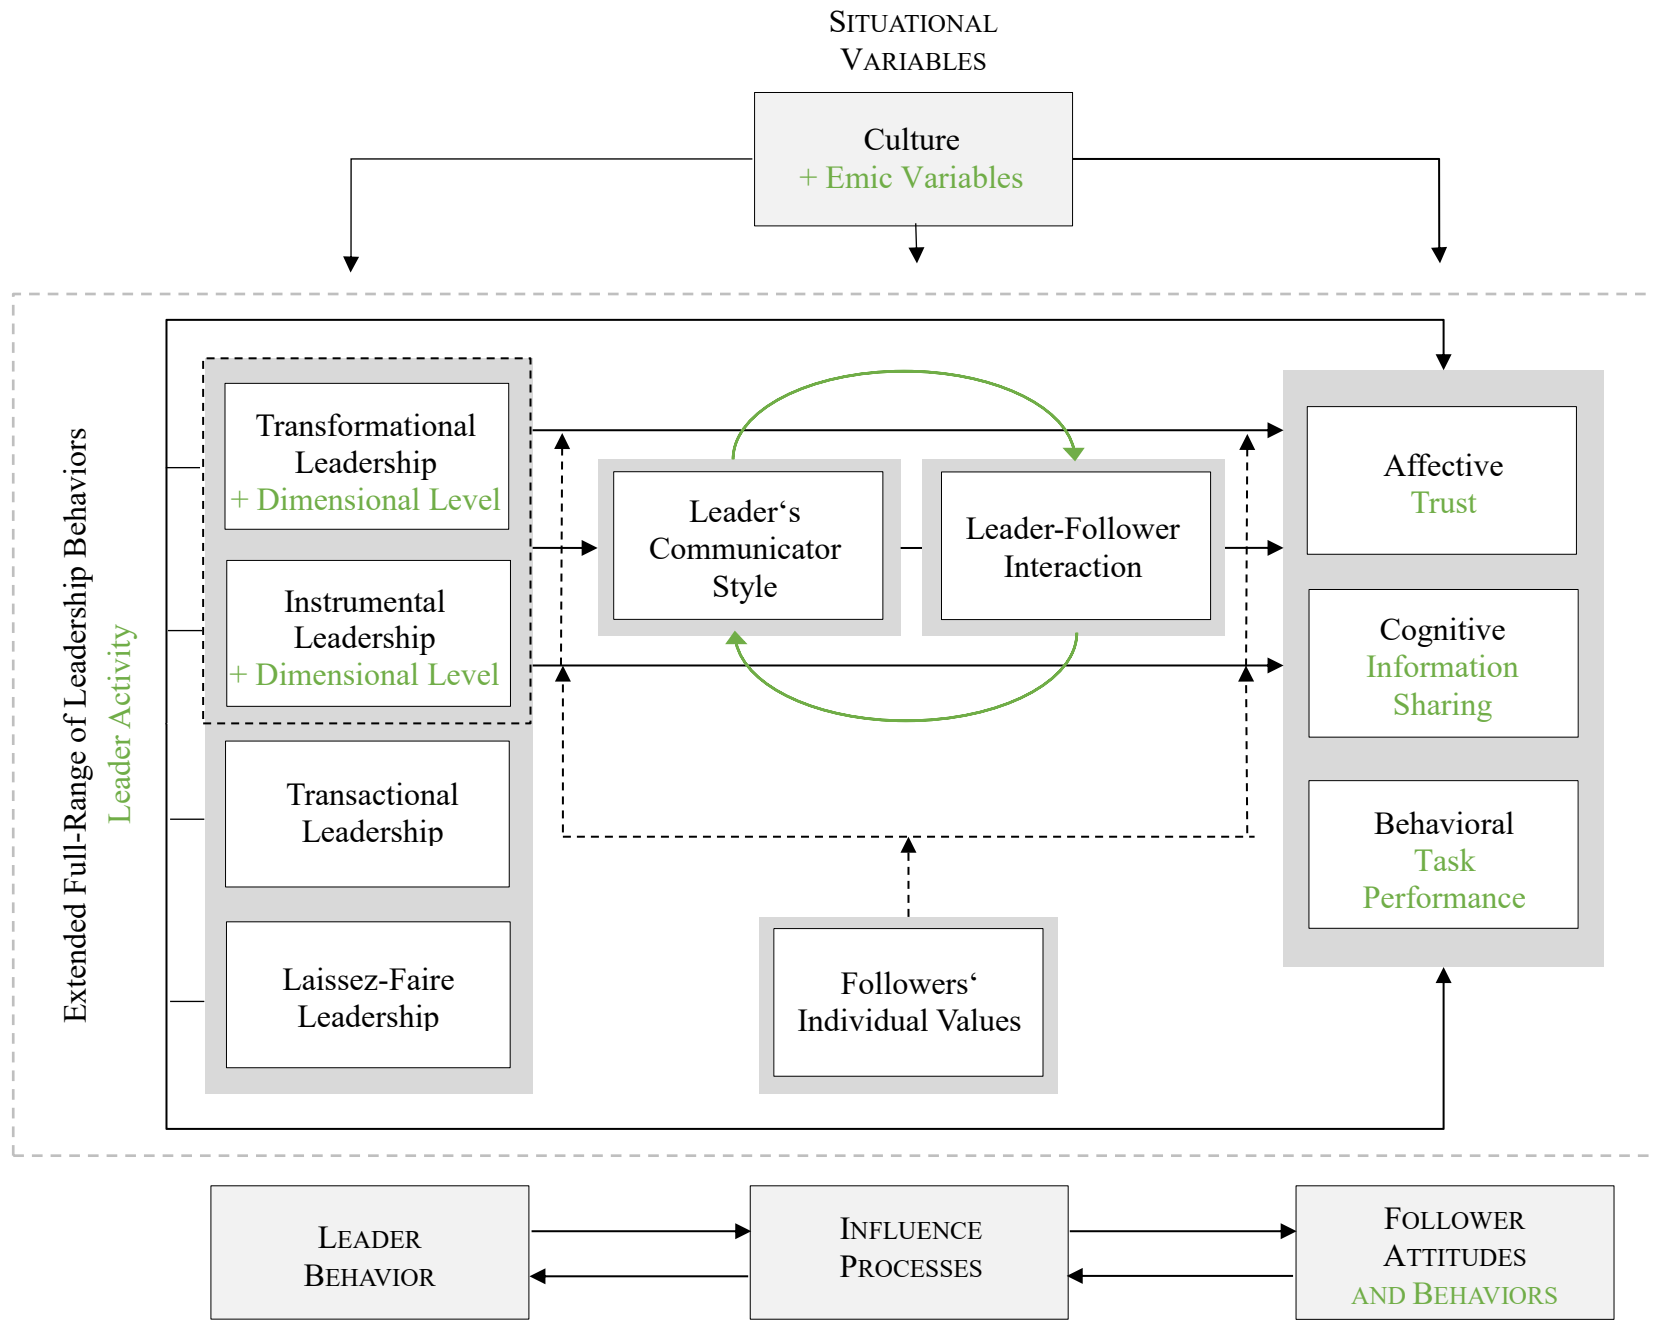 SITUATIONAL
VARIABLES
Culture
+ Emic Variables
Extended Full-Range of Leadership Behaviors
Leader Activity
Transformational
Leadership
+ Dimensional Level
Instrumental
Leadership
+ Dimensional Level
Transactional
Leadership
Laissez-Faire
Leadership
Leader‘s
Communicator
Style
Leader-Follower
Interaction
Followers‘
Individual Values
Affective
Trust
Cognitive
Information
Sharing
Behavioral
Task
Performance
LEADER
BEHAVIOR
INFLUENCE
PROCESSES
FOLLOWER
ATTITUDES
AND BEHAVIORS